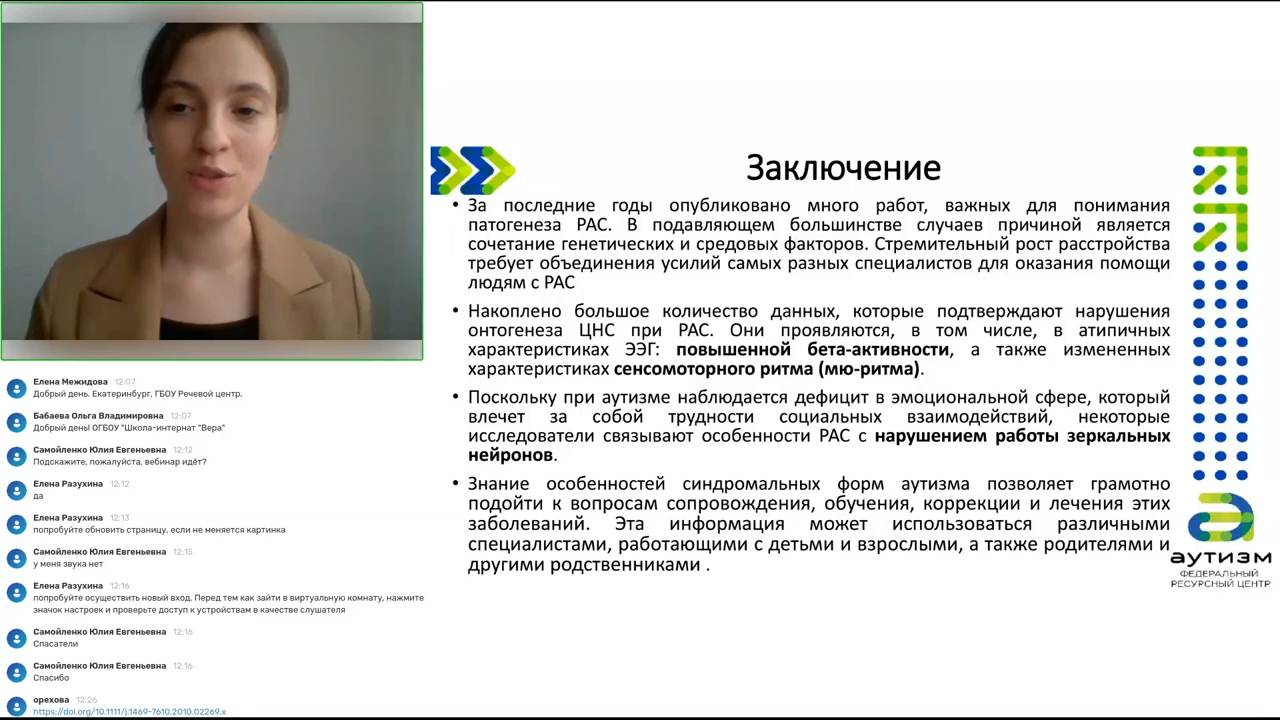 Заключение
• За последние годы опубликовано много работ, важных для понимания
патогенеза РАС. В подавляющем большинстве случаев причиной является
сочетание генетических и средовых факторов. Стремительный рост расстройства
требует объединения усилий самых разных специалистов для оказания помощи
людям с РАС
• Накоплено большое количество данных, которые подтверждают нарушения
онтогенеза ЦНС при РАС. Они проявляются, в том числе, в атипичных
характеристиках ЭЭГ: повышенной бета-активности, а также измененных
характеристиках сенсомоторного ритма (мю-ритма).
• Поскольку при аутизме наблюдается дефицит в эмоциональной сфере, который
влечет за собой трудности социальных взаимодействий, некоторые
исследователи связывают особенности РАС с нарушением работы зеркальных
нейронов.
• Знание особенностей синдромальных форм аутизма позволяет грамотно
подойти к вопросам сопровождения, обучения, коррекции и лечения этих
заболеваний. Эта информация может использоваться различными
специалистами, работающими с детьми и взрослыми, а также родителями и
другими родственниками .
аутизм
ФЕДЕРАЛЬНЫЙ
РЕСУРСНЫЙ ЦЕНТР
Елена Межидова 12:07
Добрый день. Екатеринбург, ГБОУ Речевой центр.
Бабаева Ольга Владимировна 12:07
Добрый день! ОГБОУ "Школа-интернат "Вера"
Самойленко Юлия Евгеньевна 12:12
Подскажите, пожалуйста, вебинар идёт?
Елена Разухина 12:12
да
Елена Разухина 12:13
попробуйте обновить страницу, если не меняется картинка
Самойленко Юлия Евгеньевна 12:15
у меня звука нет
Елена Разухина 12:16
попробуйте осуществить новый вход. Перед тем как зайти в виртуальную комнату, нажмите
значок настроек и проверьте доступ к устройствам в качестве слушателя
Самойленко Юлия Евгеньевна 12:16
Спасатели
Самойленко Юлия Евгеньевна 12:16
Спасибо
орехова 12:26
https://doi.org/10.1111/j.1469-7610.2010.02269.x